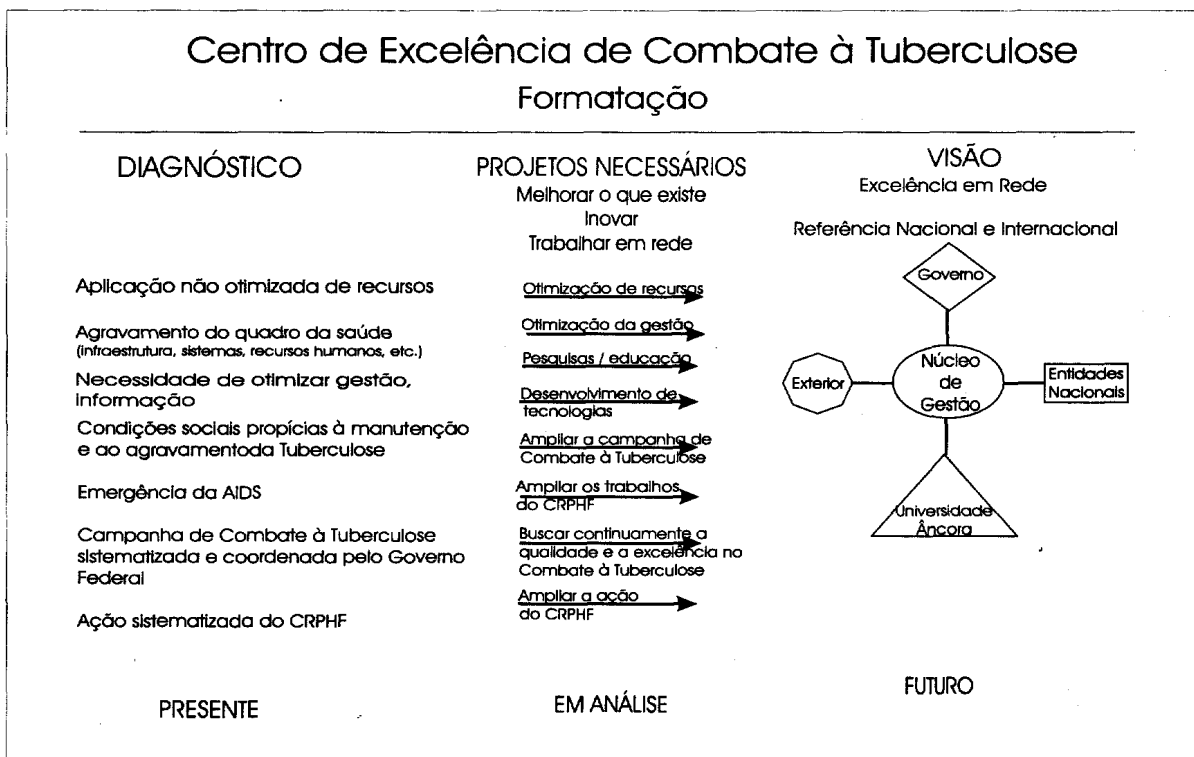 Centro de Excelência de Combate à Tuberculose
Formatação
DIAGNÓSTICO
Aplicação não otimizada de recursos
Agravamento do quadro da saúde
(infraestrutura, sistemas, recursos humanos, etc.)
Necessidade de otimizar gestão,
informação
Condições sociais propícias à manutenção
e ao agravamentoda Tuberculose
Emergência da AIDS
Campanha de Combate à Tuberculose
sistematizada e coordenada pelo Governo
Federal
Ação sistematizada do CRPHF
PRESENTE
PROJETOS NECESSÁRIOS
Melhorar o que existe
Inovar
Trabalhar em rede
Otimização de recursos
Otimização da gestão
Pesquisas / educação
Desenvolvimento de
tecnologias
Ampliar a campanha de
Combate à Tuberculose
Ampliar os trabalhos
do CRPHF
Buscar continuamente a
qualidade e a excelência no
Combate à Tuberculose
Ampliar a ação
do CRPHF
EM ANÁLISE
VISÃO
Excelência em Rede
Referência Nacional e Internacional
Governo
Exterior
Núcleo
de
Gestão
Entidades
Nacionais
Universidade
Âncora
FUTURO